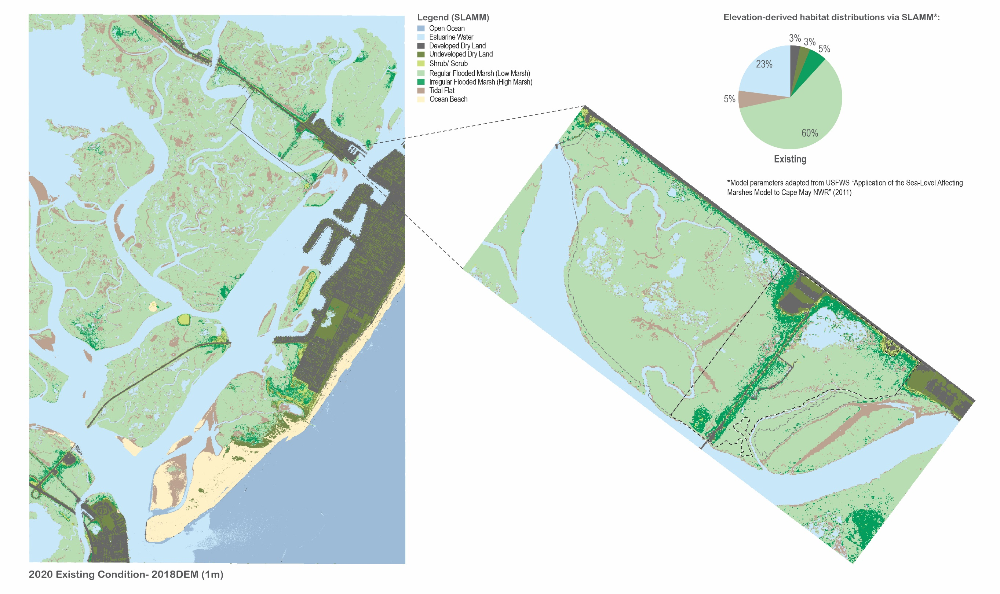 Legend (SLAMM)
Open Ocean
Estuarine Water
Developed Dry Land
Undeveloped Dry Land
Shrub/ Scrub
Regular Flooded Marsh (Low Marsh)
Irregular Flooded Marsh (High Marsh)
Tidal Flat
Ocean Beach
Elevation-derived habitat distributions via SLAMM*:
3%
3%
5%
23%
5%
60%
Existing
*Model parameters adapted from USFWS “Application of the Sea-Level Affecting
Marshes Model to Cape May NWR” (2011)
2020 Existing Condition- 2018DEM (1m)